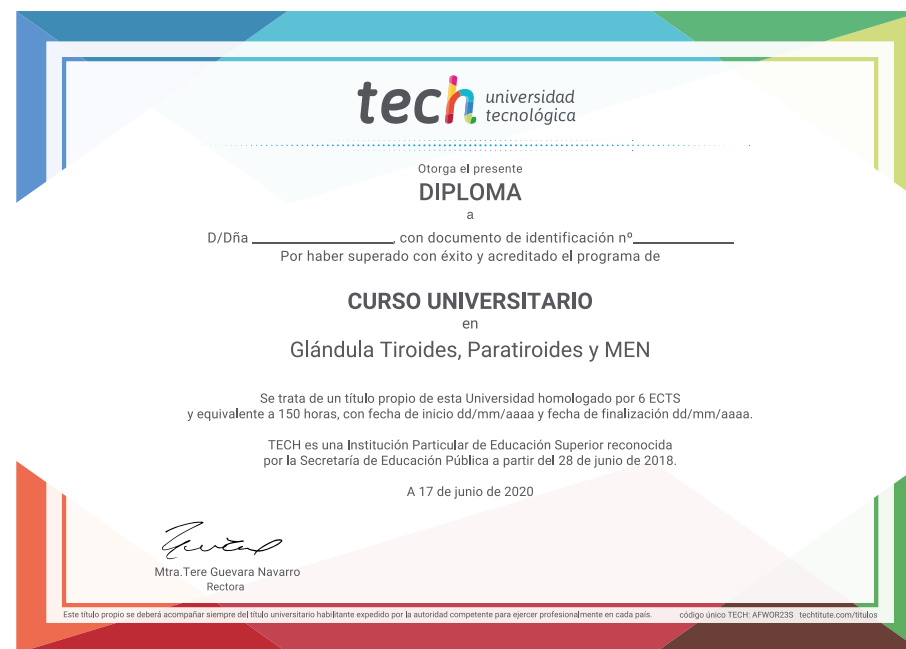 tech universidad
tecnológica
Otorga el presente
DIPLOMA
a
D/Dña ____________________, con documento de identificación nº______________
Por haber superado con éxito y acreditado el programa de
CURSO UNIVERSITARIO
en
Glándula Tiroides, Paratiroides y MEN
Se trata de un título propio de esta Universidad homologado por 6 ECTS
y equivalente a 150 horas, con fecha de inicio dd/mm/aaaa y fecha de finalización dd/mm/aaaa.
TECH es una Institución Particular de Educación Superior reconocida
por la Secretaría de Educación Pública a partir del 28 de junio de 2018.
A 17 de junio de 2020
Mtra.Tere Guevara Navarro
Rectora
Este título propio se deberá acompañar siempre del título universitario habilitante expedido por la autoridad competente para ejercer profesionalmente en cada país. código único TECH: AFWOR23S techtitute.com/titulos